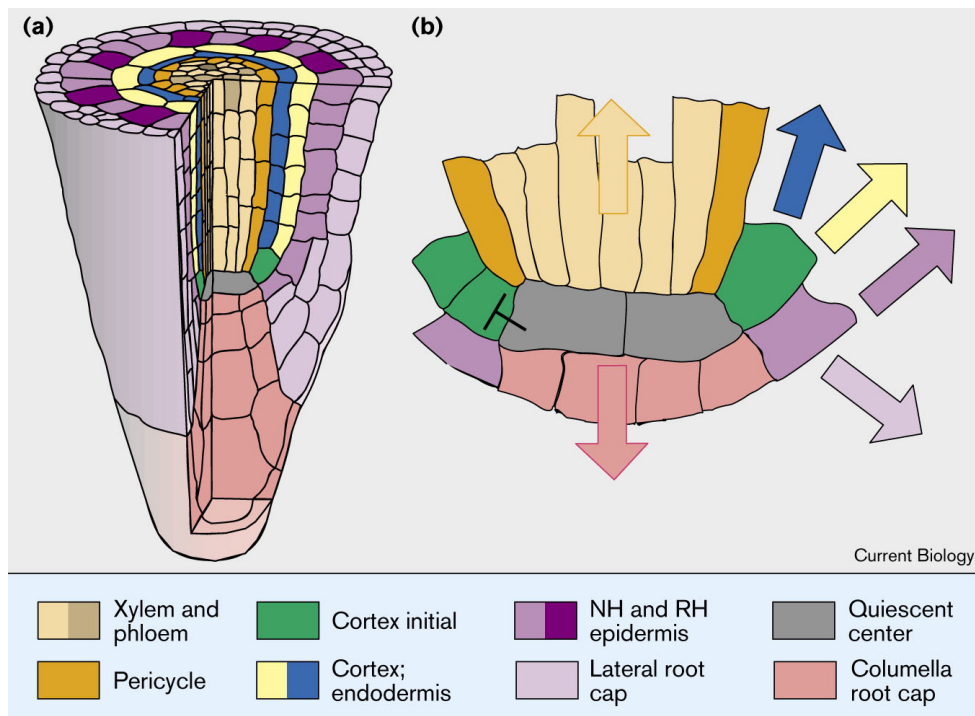 (a)
(b)
Current Biology
Xylem and
phloem
Cortex initial
NH and RH
epidermis
Quiescent
center
Pericycle
Cortex;
endodermis
Lateral root
cap
Columella
root cap